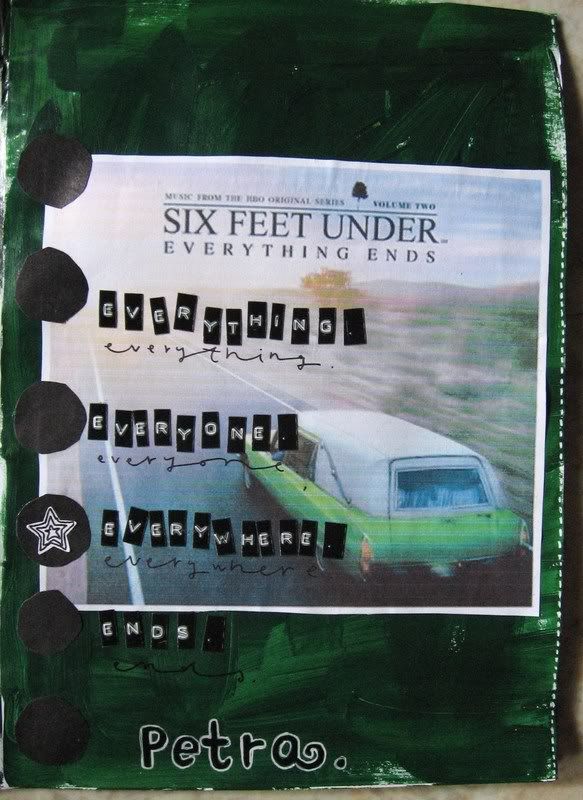 MUSIC FROM THE HBO ORIGINAL SERIES VOLUME TWO
SIX FEET UNDER
EVERYTHING ENDS
EVERYTHING.
everything.
EVERYONE.
everyone,
EVERYWHERE.
everywhere
ENDS.
ends.
Petra.